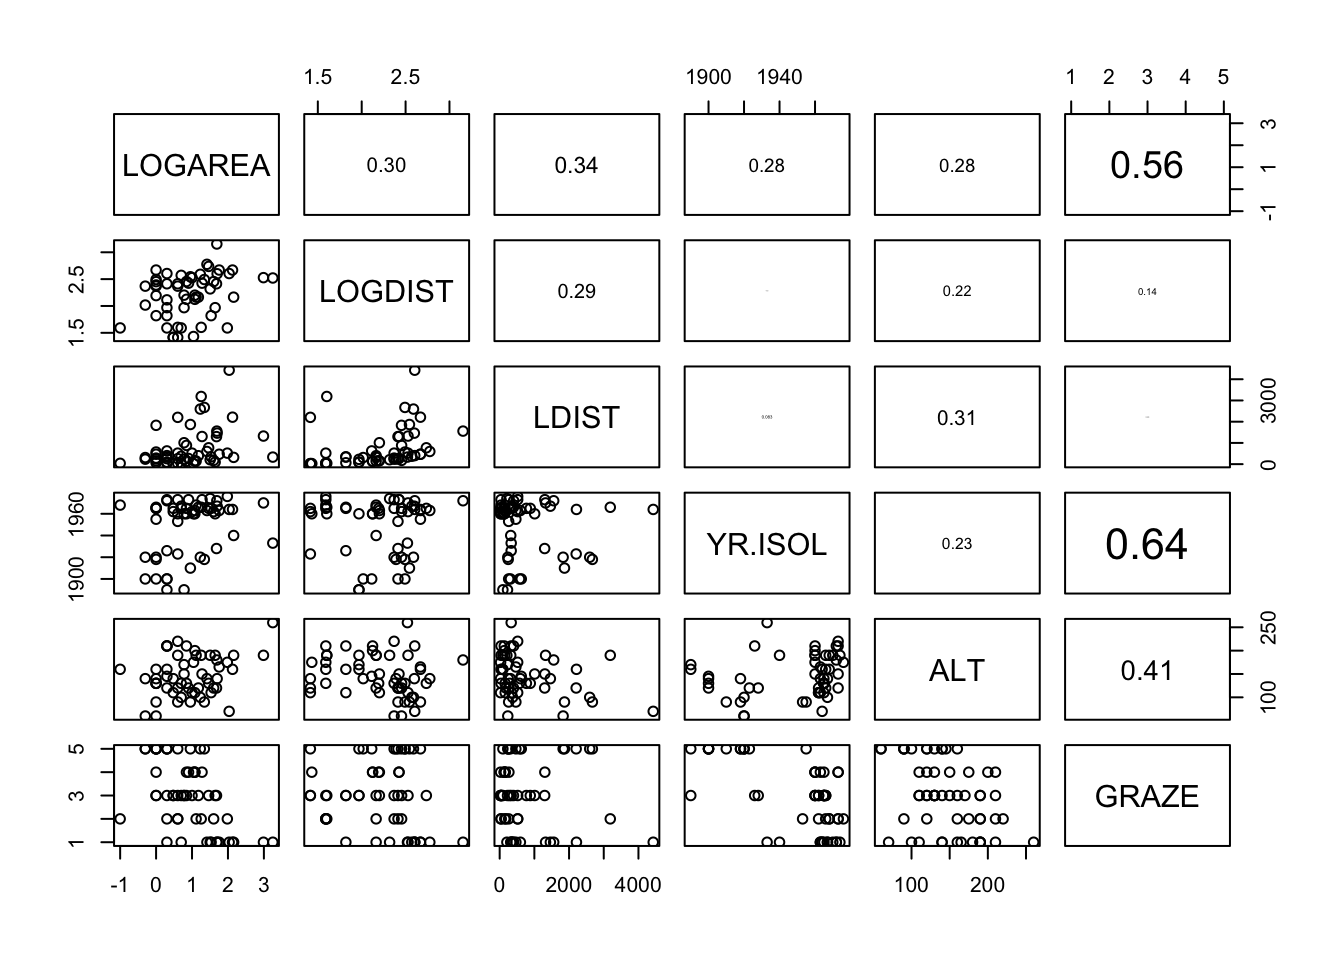 1.5 2.5 1900 1940 1 2 3 4 5
LOGAREA 0.30 0.34 0.28 0.28 0.56 -1 1 3
1.5 2.5 LOGDIST 0.29 0.22 0.14
LDIST 0.31 0 3000
1900 1960 YR.ISOL 0.23 0.64
ALT 0.41 100 250
1 3 5 GRAZE
-1 0 1 2 3 0 2000 4000 100 200